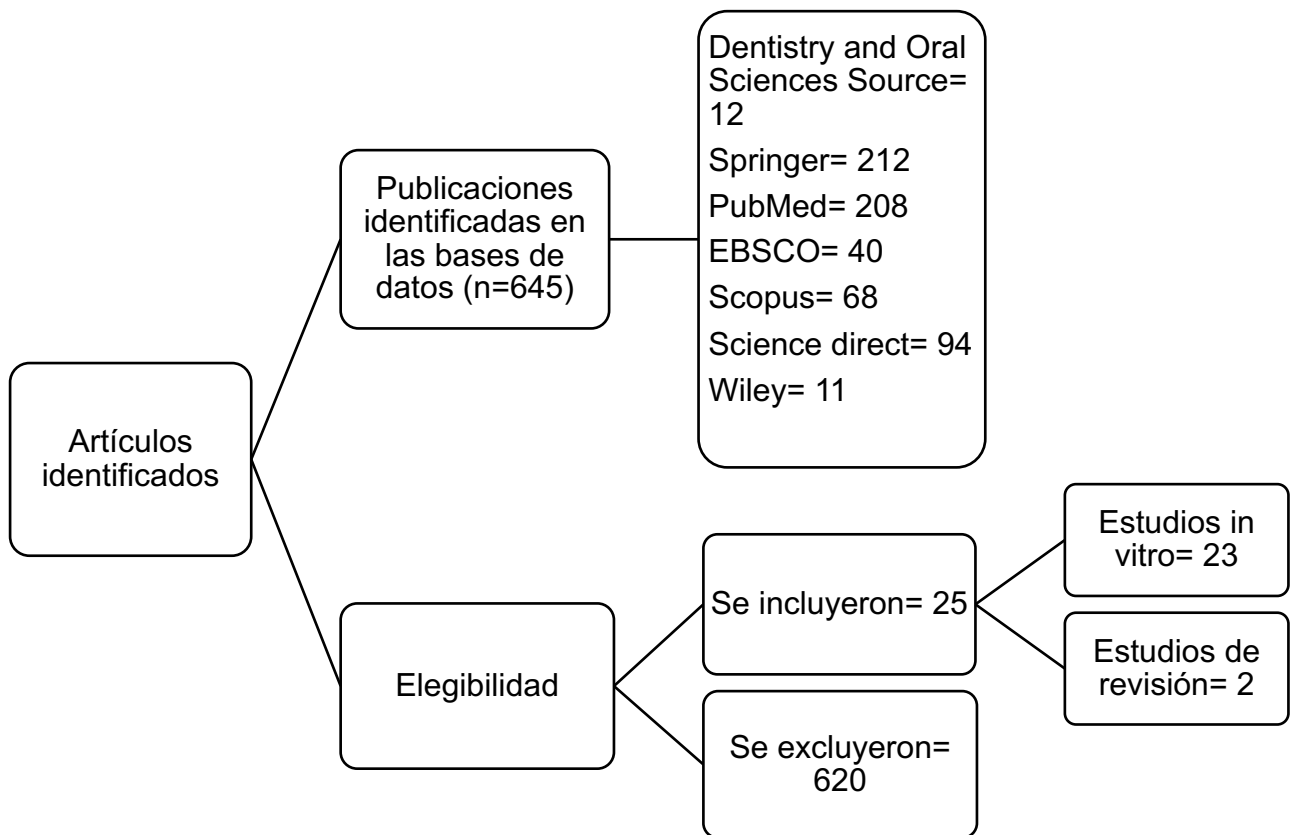 Artículos
identificados
Publicaciones
identificadas en
las bases de
datos (n=645)
Dentistry and Oral
Sciences Source=
12
Springer= 212
PubMed= 208
EBSCO= 40
Scopus= 68
Science direct= 94
Wiley= 11
Elegibilidad
Se incluyeron= 25
Estudios in
vitro= 23
Estudios de
revisión= 2
Se excluyeron=
620